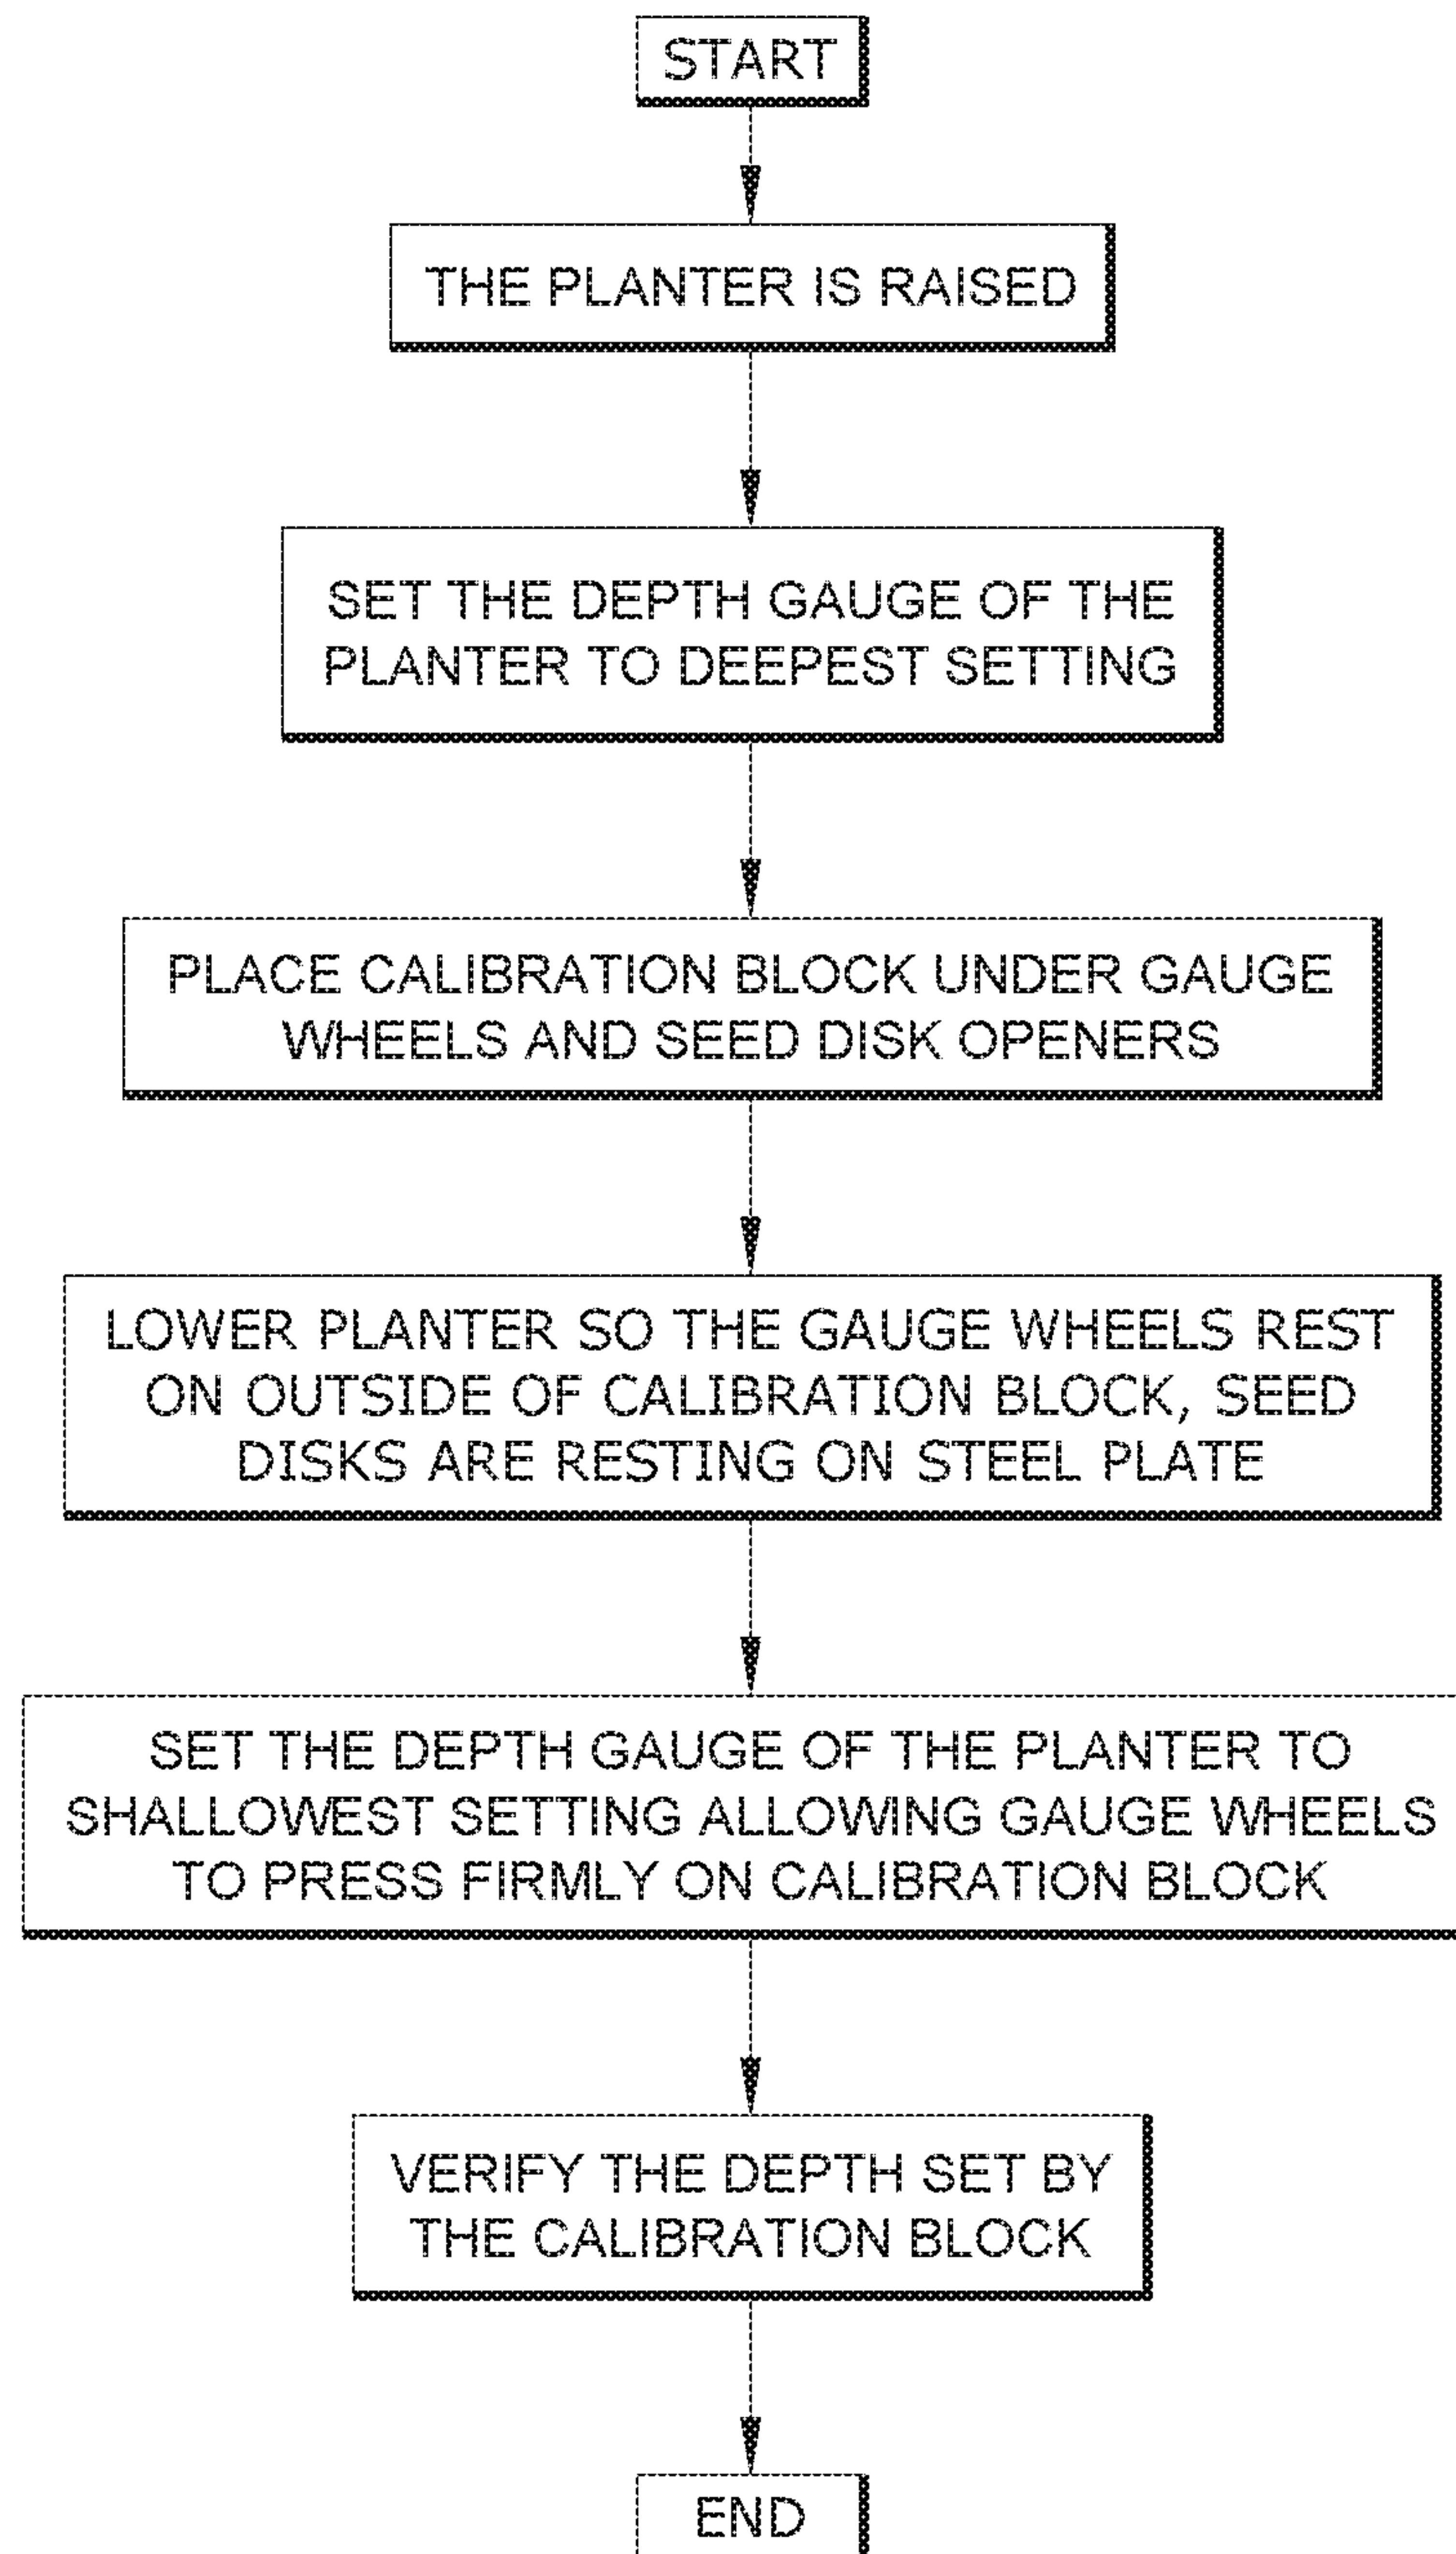 START
THE PLANTER IS RAISED
SET THE DEPTH GAUGE OF THE
PLANTER TO DEEPEST SETTING
PLACE CALIBRATION BLOCK UNDER GAUGE
WHEELS AND SEED DISK OPENERS
LOWER PLANTER SO THE GAUGE WHEELS REST
ON OUTSIDE OF CALIBRATION BLOCK, SEED
DISKS ARE RESTING ON STEEL PLATE
SET THE DEPTH GAUGE OF THE PLANTER TO
SHALLOWEST SETTING ALLOWING GAUGE WHEELS
TO PRESS FIRMLY ON CALIBRATION BLOCK
VERIFY THE DEPTH SET BY
THE CALIBRATION BLOCK
END